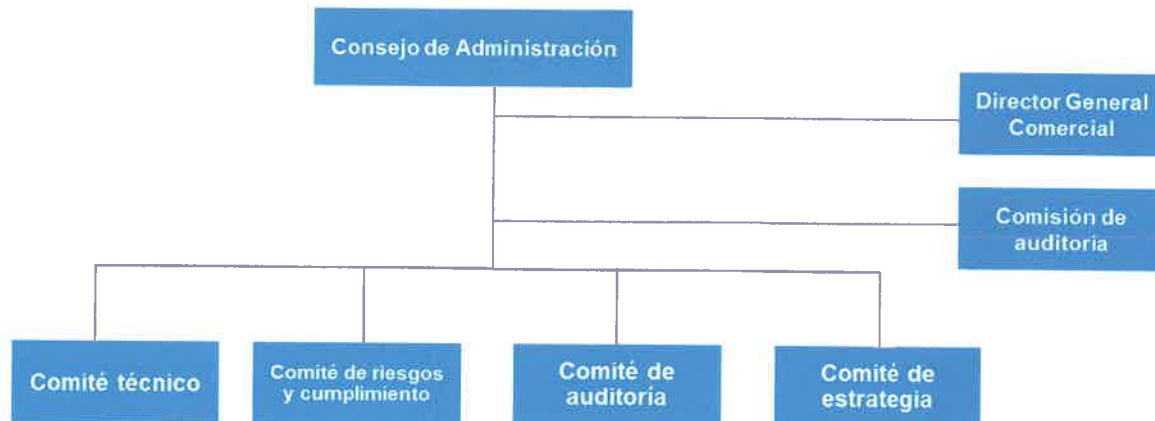 Consejo de Administración
Director General
Comercial
Comisión de
auditoria
Comité técnico
Comité de riesgos
y cumplimiento
Comité de
auditoría
Comité de
estrategia